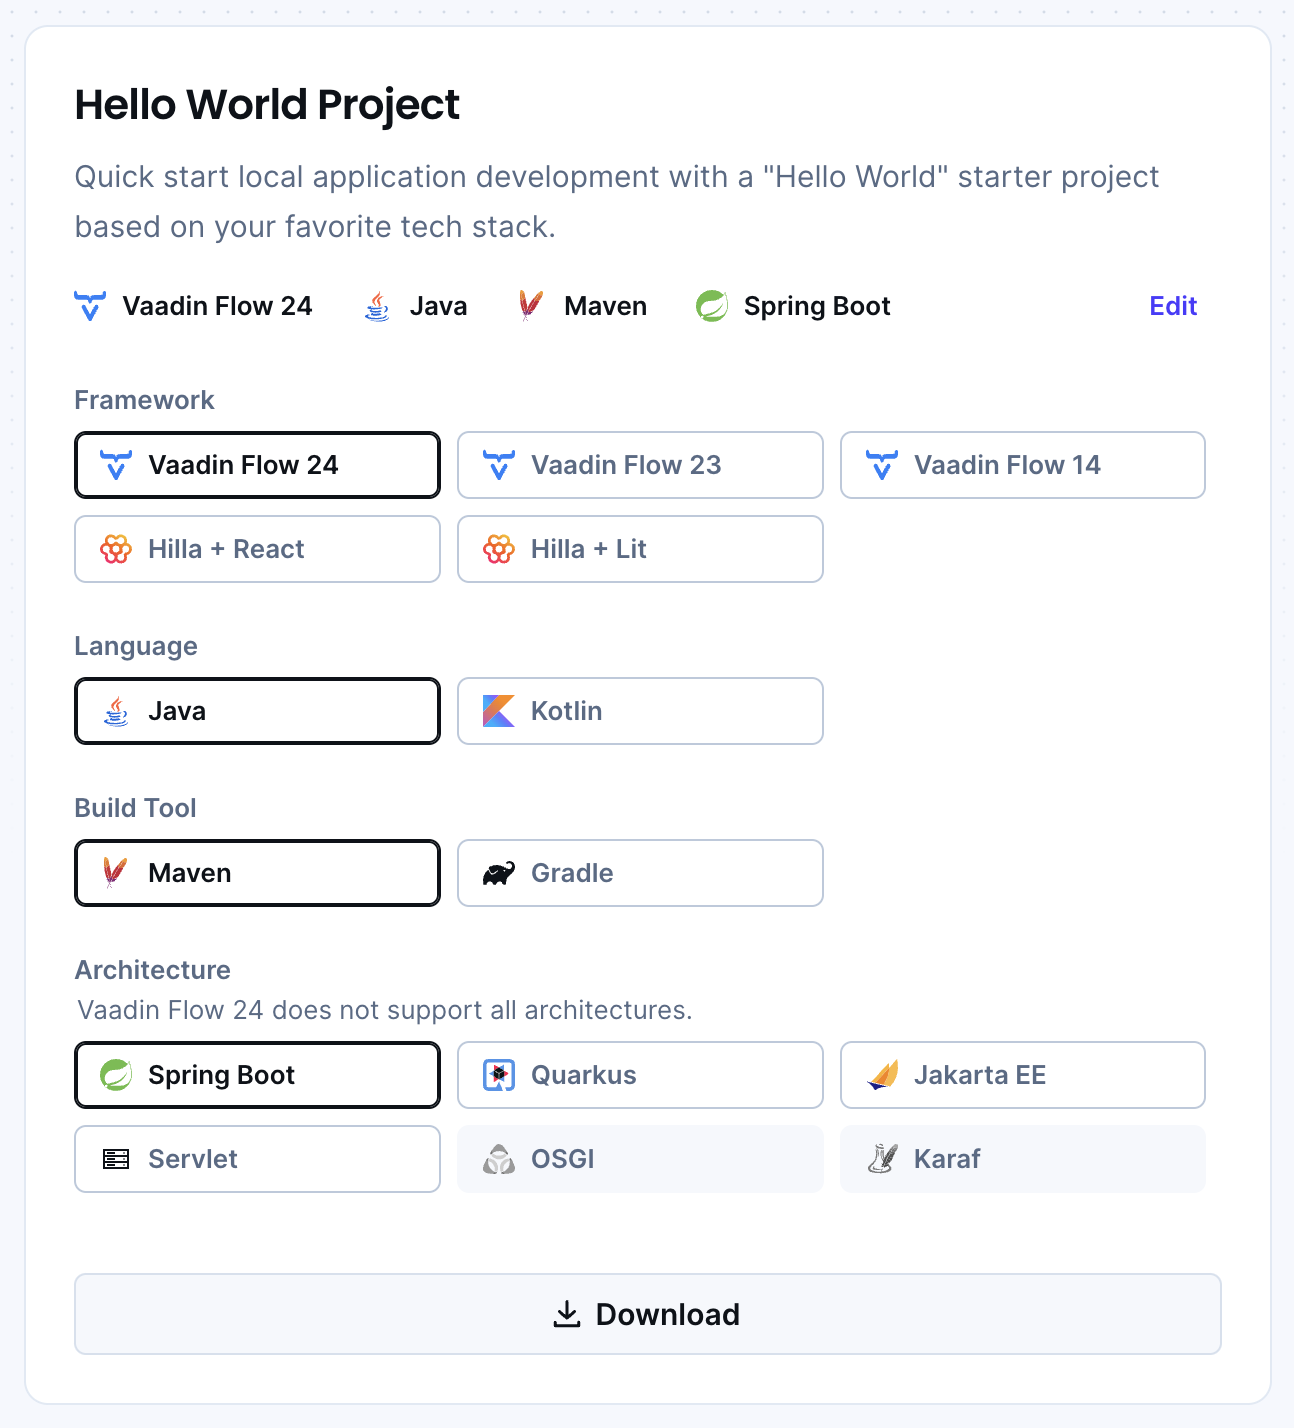 Hello World Project
Quick start local application development with a "Hello World" starter project
based on your favorite tech stack.
Vaadin Flow 24 Java Maven Spring Boot Edit
Framework
Vaadin Flow 24 Vaadin Flow 23 Vaadin Flow 14
Hilla + React Hilla + Lit
Language
Java Kotlin
Build Tool
Maven Gradle
Architecture
Vaadin Flow 24 does not support all architectures.
Spring Boot Quarkus Jakarta EE
Servlet OSGI Karaf
Download